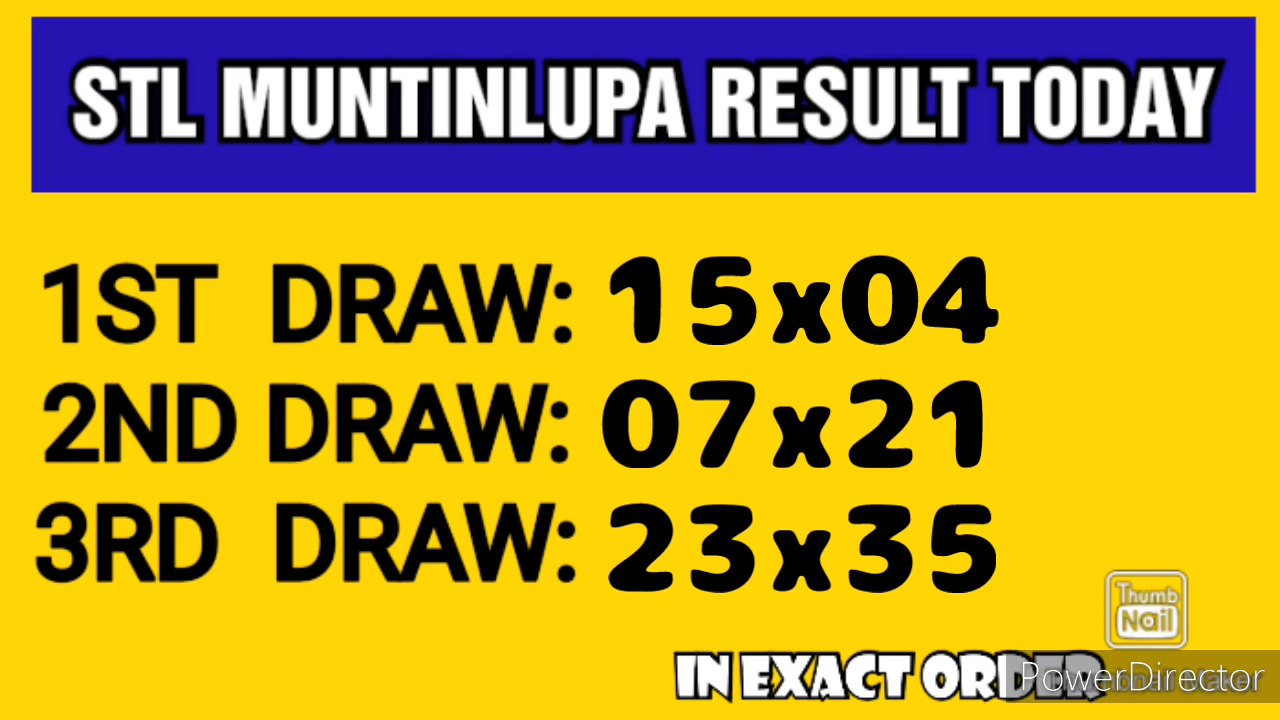 STL MUNTINLUPA RESULT TODAY
1ST DRAW: 15x04
2ND DRAW: 07x21
3RD DRAW: 23x35
Thumb
Nail
IN EXACT ORDER
PowerDirector
Maker